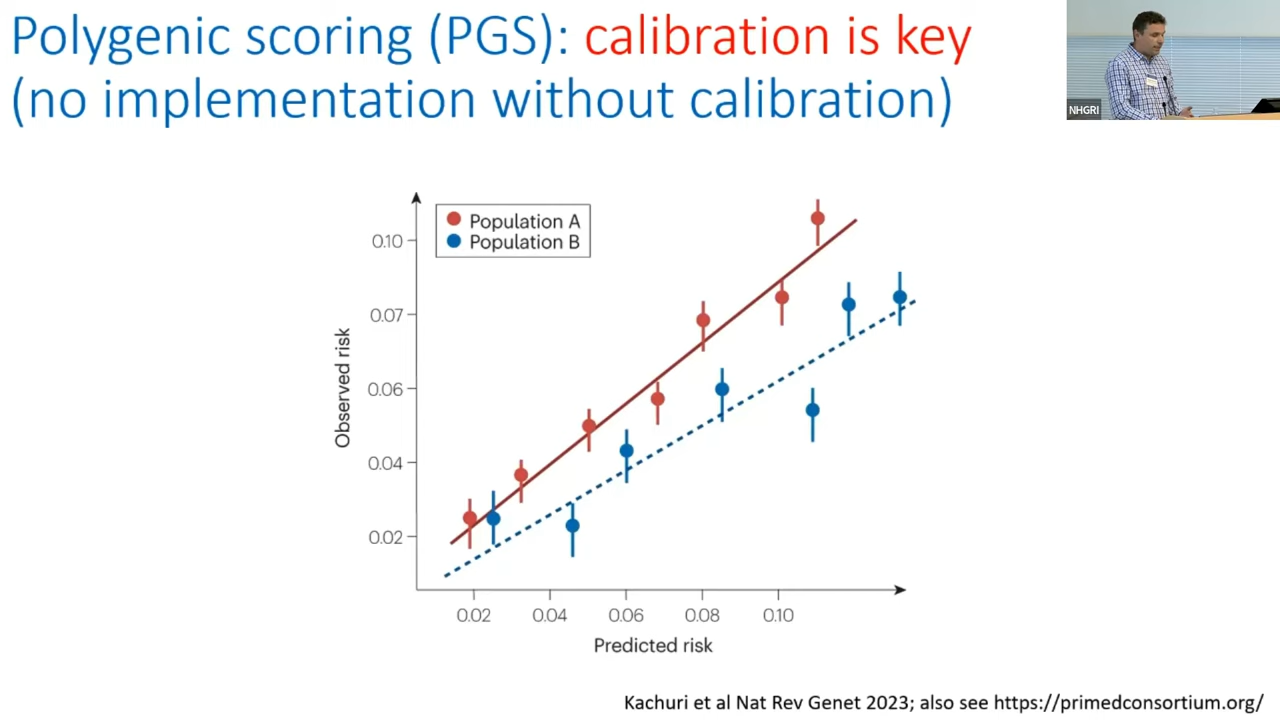 Polygenic scoring (PGS): calibration is key
(no implementation without calibration)
NHGRI
Population A
Population B
0.10
0.07
0.06
0.04
0.02
Observed risk
0.02 0.04 0.06 0.08 0.10
Predicted risk
Kachuri et al Nat Rev Genet 2023; also see https://primedconsortium.org/